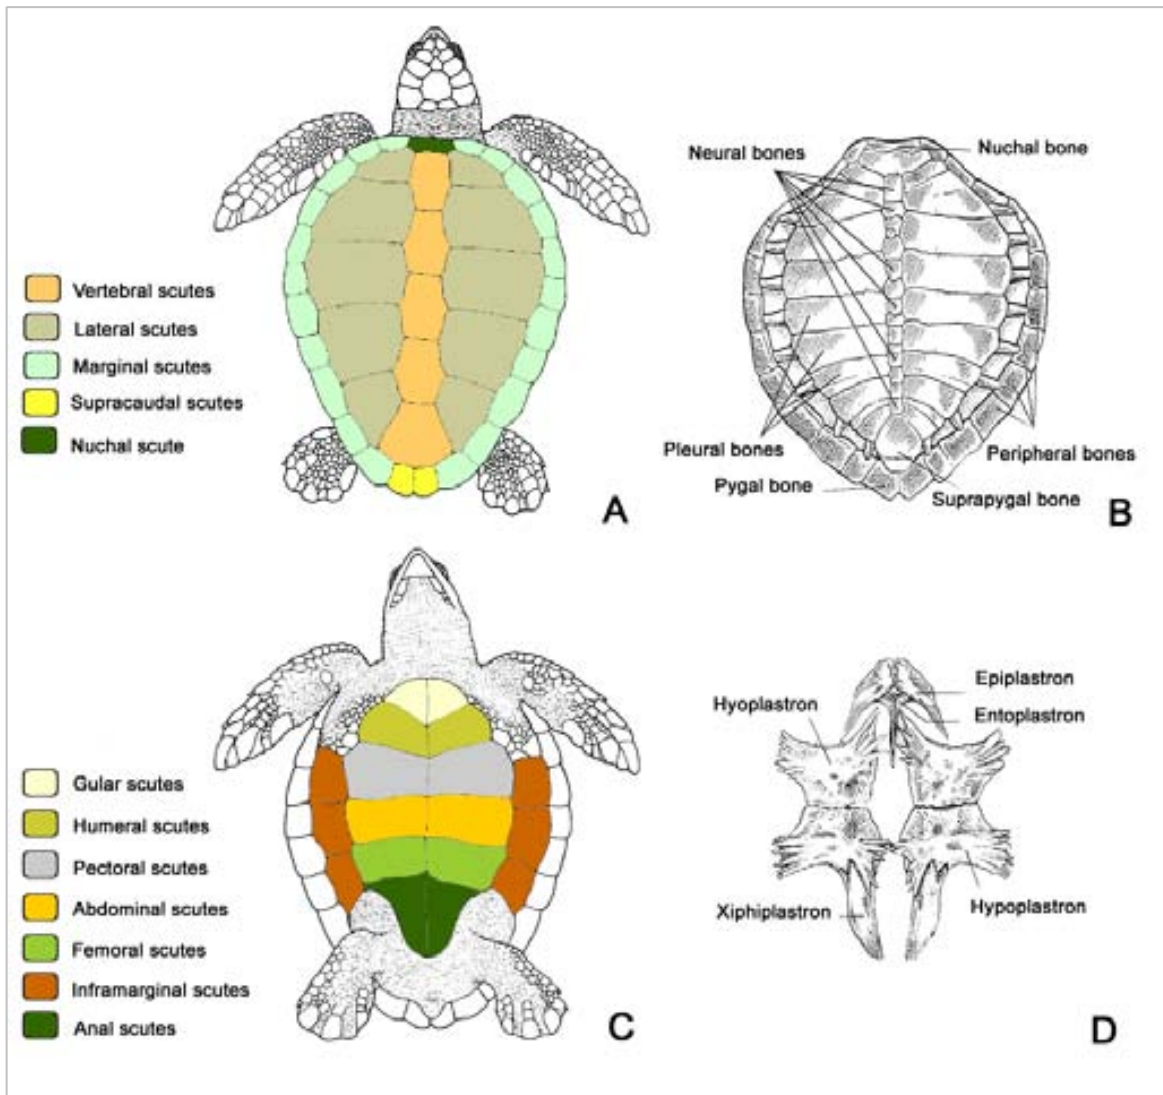 Vertebral scutes
Lateral scutes
Marginal scutes
Supracaudal scutes
Nuchal scute
A
Neural bones
Nuchal bone
Pleural bones
Peripheral bones
Pygal bone
Suprapygal bone
B
Gular scutes
Humeral scutes
Pectoral scutes
Abdominal scutes
Femoral scutes
Inframarginal scutes
Anal scutes
C
Epiplastron
Hyoplastron
Entoplastron
Xiphiplastron
Hypoplastron
D